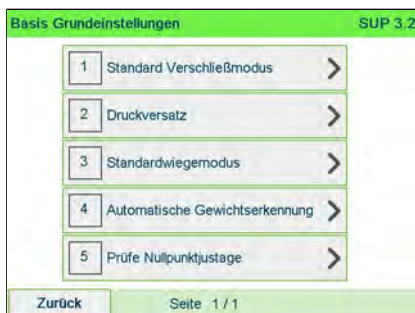 Basis Grundeinstellungen SUP 3.2
1 Standard Verschließmodus
2 Druckversatz
3 Standardwiegemodus
4 Automatische Gewichtserkennung
5 Prüfe Nullpunktjustage
Zurück Seite 1 / 1